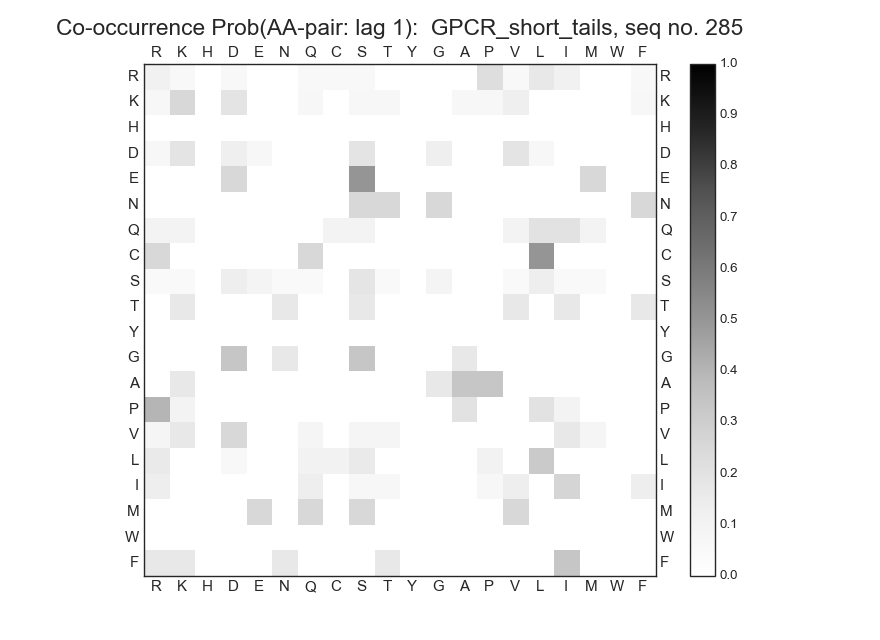 Co-occurrence Prob(AA-pair: lag 1):  GPCR_short_tails, seq no. 285
R K H D E N Q C S T Y G A P V L I M W F
R R 1.0
K K 0.9
H H
D D 0.8
E E
N N 0.7
Q Q 0.6
C C
S S 0.5
T T
Y Y 0.4
G G
A A 0.3
P P
V V 0.2
L L
I I 0.1
M M
W W
F F 0.0
R K H D E N Q C S T Y G A P V L I M W F